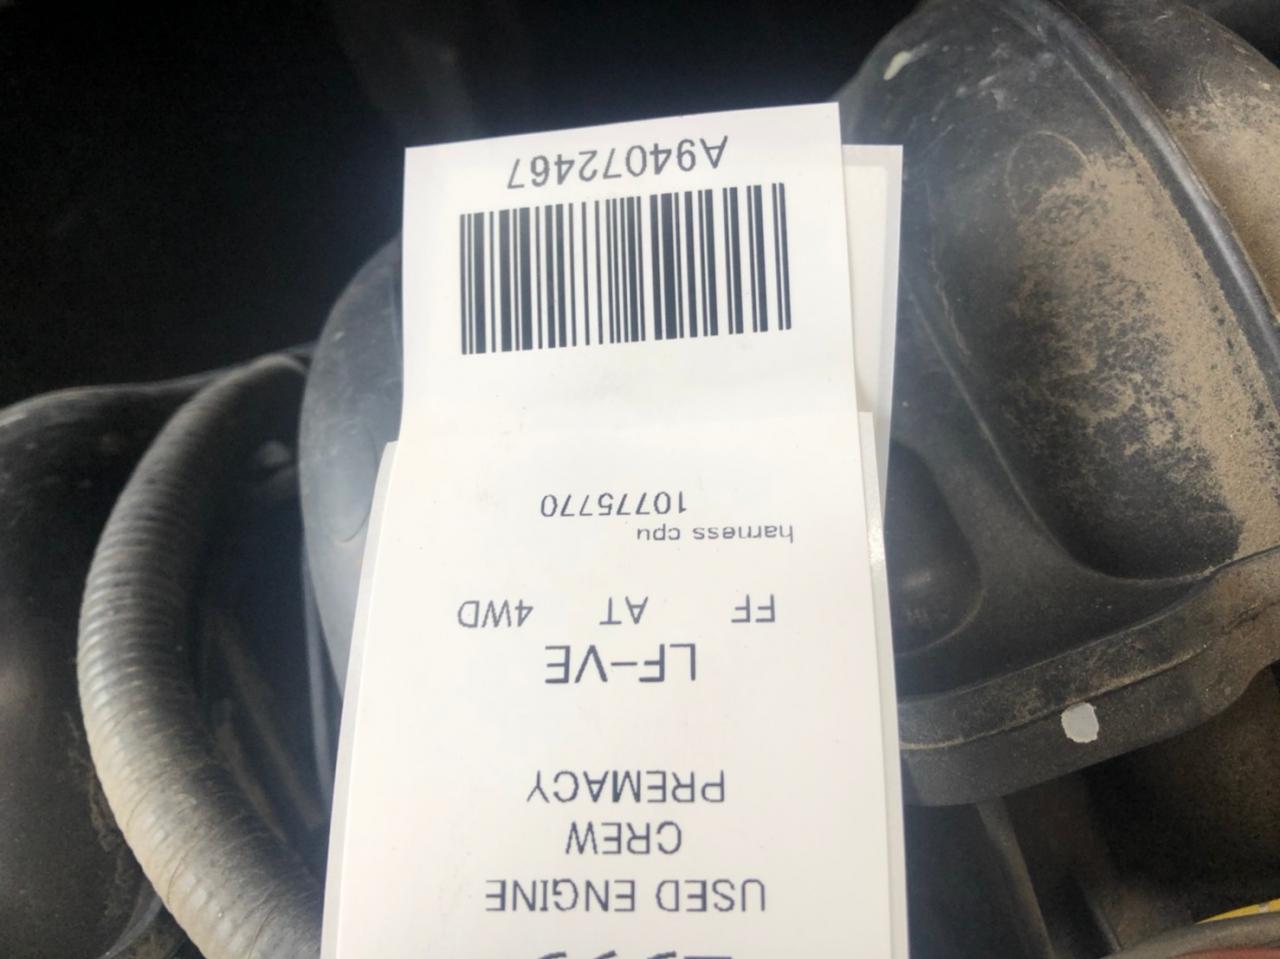 USED ENGINE
CREW
PREMACY
LF-VE
FF AT 4WD
harness cpu
10775770
A94072467